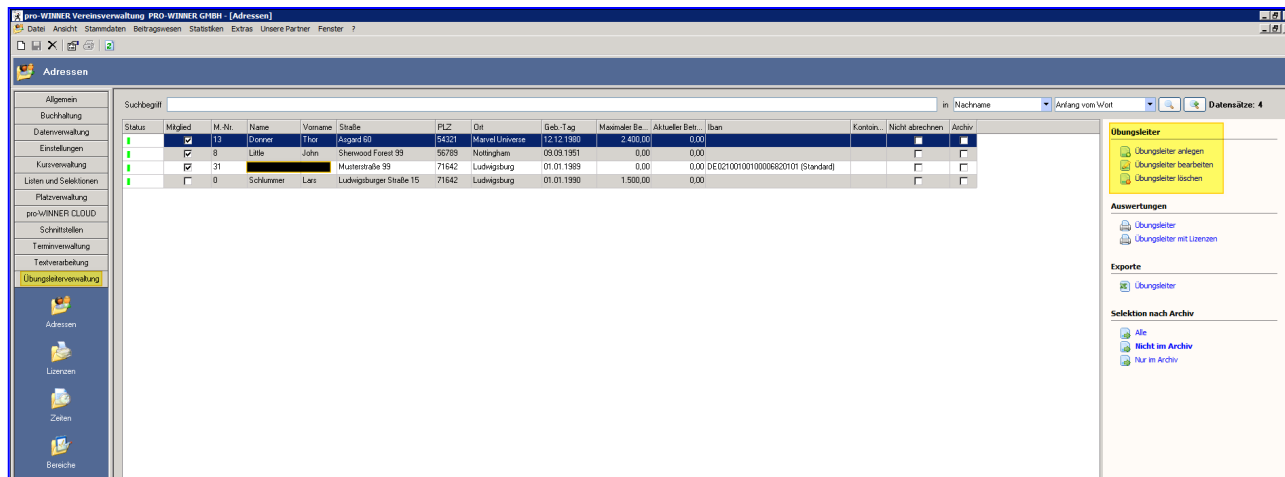 pro-WINNER Vereinsverwaltung PRO-WINNER GMBH - [Adressen]
Datei Ansicht Stammdaten Beitragswesen Statistiken Extras Unsere Partner Fenster ?
Adressen
Allgemein
Buchhaltung
Datenverwaltung
Einstellungen
Kursverwaltung
Listen und Selektionen
Platzverwaltung
pro-WINNER CLOUD
Schnittstellen
Terminverwaltung
Textverarbeitung
Übungsleiterverwaltung
Adressen
Lizenzen
Zeiten
Bereiche
Suchbegriff in Nachname Anfang vom Wort Datensätze: 4
Status Mitglied M.-Nr. Name Vorname Straße PLZ Ort Geb.-Tag Maximaler Be... Aktueller Betr... Iban Kontoin... Nicht abrechnen Archiv
13 Donner Thor Asgard 60 54321 Marvel Universe 12.12.1980 2.400,00 0,00
8 Little John Sherwood Forest 99 56789 Nottingham 09.09.1951 0,00 0,00
31 Musterstraße 99 71642 Ludwigsburg 01.01.1989 0,00 0,00 DE02100100100006820101 (Standard)
0 Schlummer Lars Ludwigsburger Straße 15 71642 Ludwigsburg 01.01.1990 1.500,00 0,00
Übungsleiter
Übungsleiter anlegen
Übungsleiter bearbeiten
Übungsleiter löschen
Auswertungen
Übungsleiter
Übungsleiter mit Lizenzen
Exporte
Übungsleiter
Selektion nach Archiv
Alle
Nicht im Archiv
Nur im Archiv